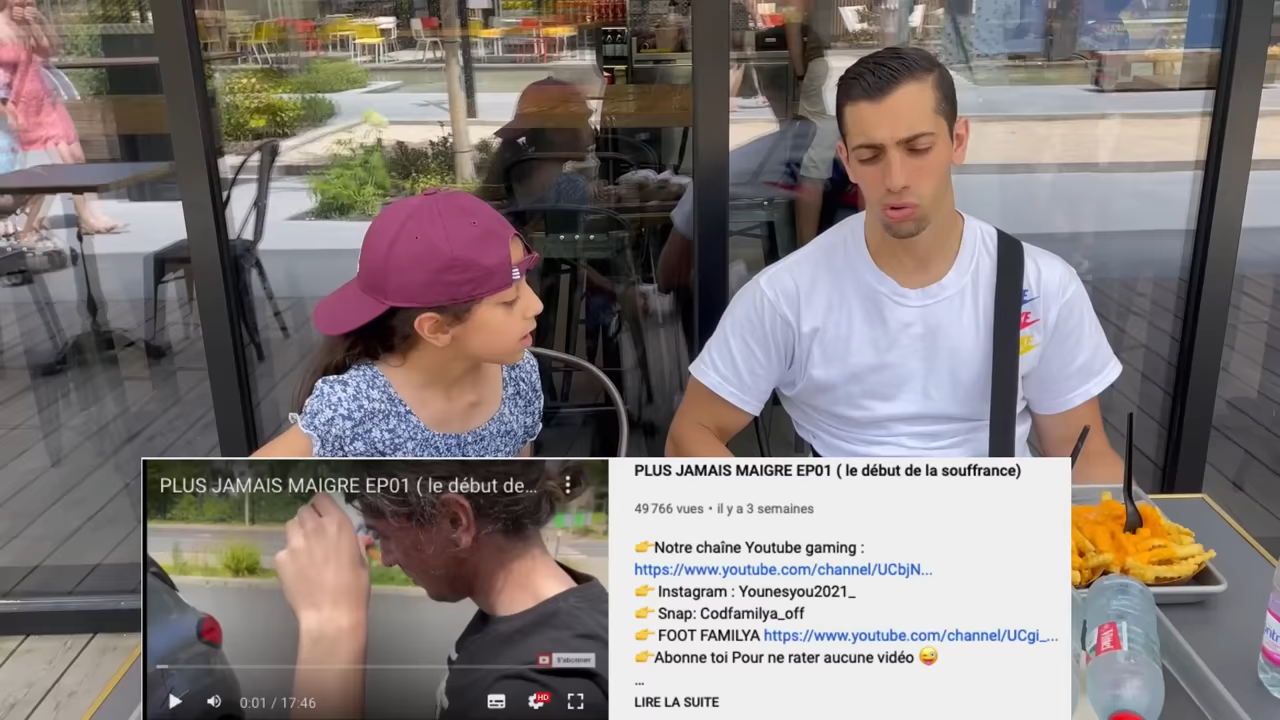 PLUS JAMAIS MAIGRE EP01 ( le début de...
S'abonner
0:01 / 17:46
HD
PLUS JAMAIS MAIGRE EP01 ( le début de la souffrance)
49 766 vues • il y a 3 semaines
👉Notre chaîne Youtube gaming :
https://www.youtube.com/channel/UCbjN...
👉 Instagram : Younesyou2021_
👉 Snap: Codfamilya_off
👉 FOOT FAMILYA https://www.youtube.com/channel/UCgi_...
👉Abonne toi Pour ne rater aucune vidéo 😜
...
LIRE LA SUITE